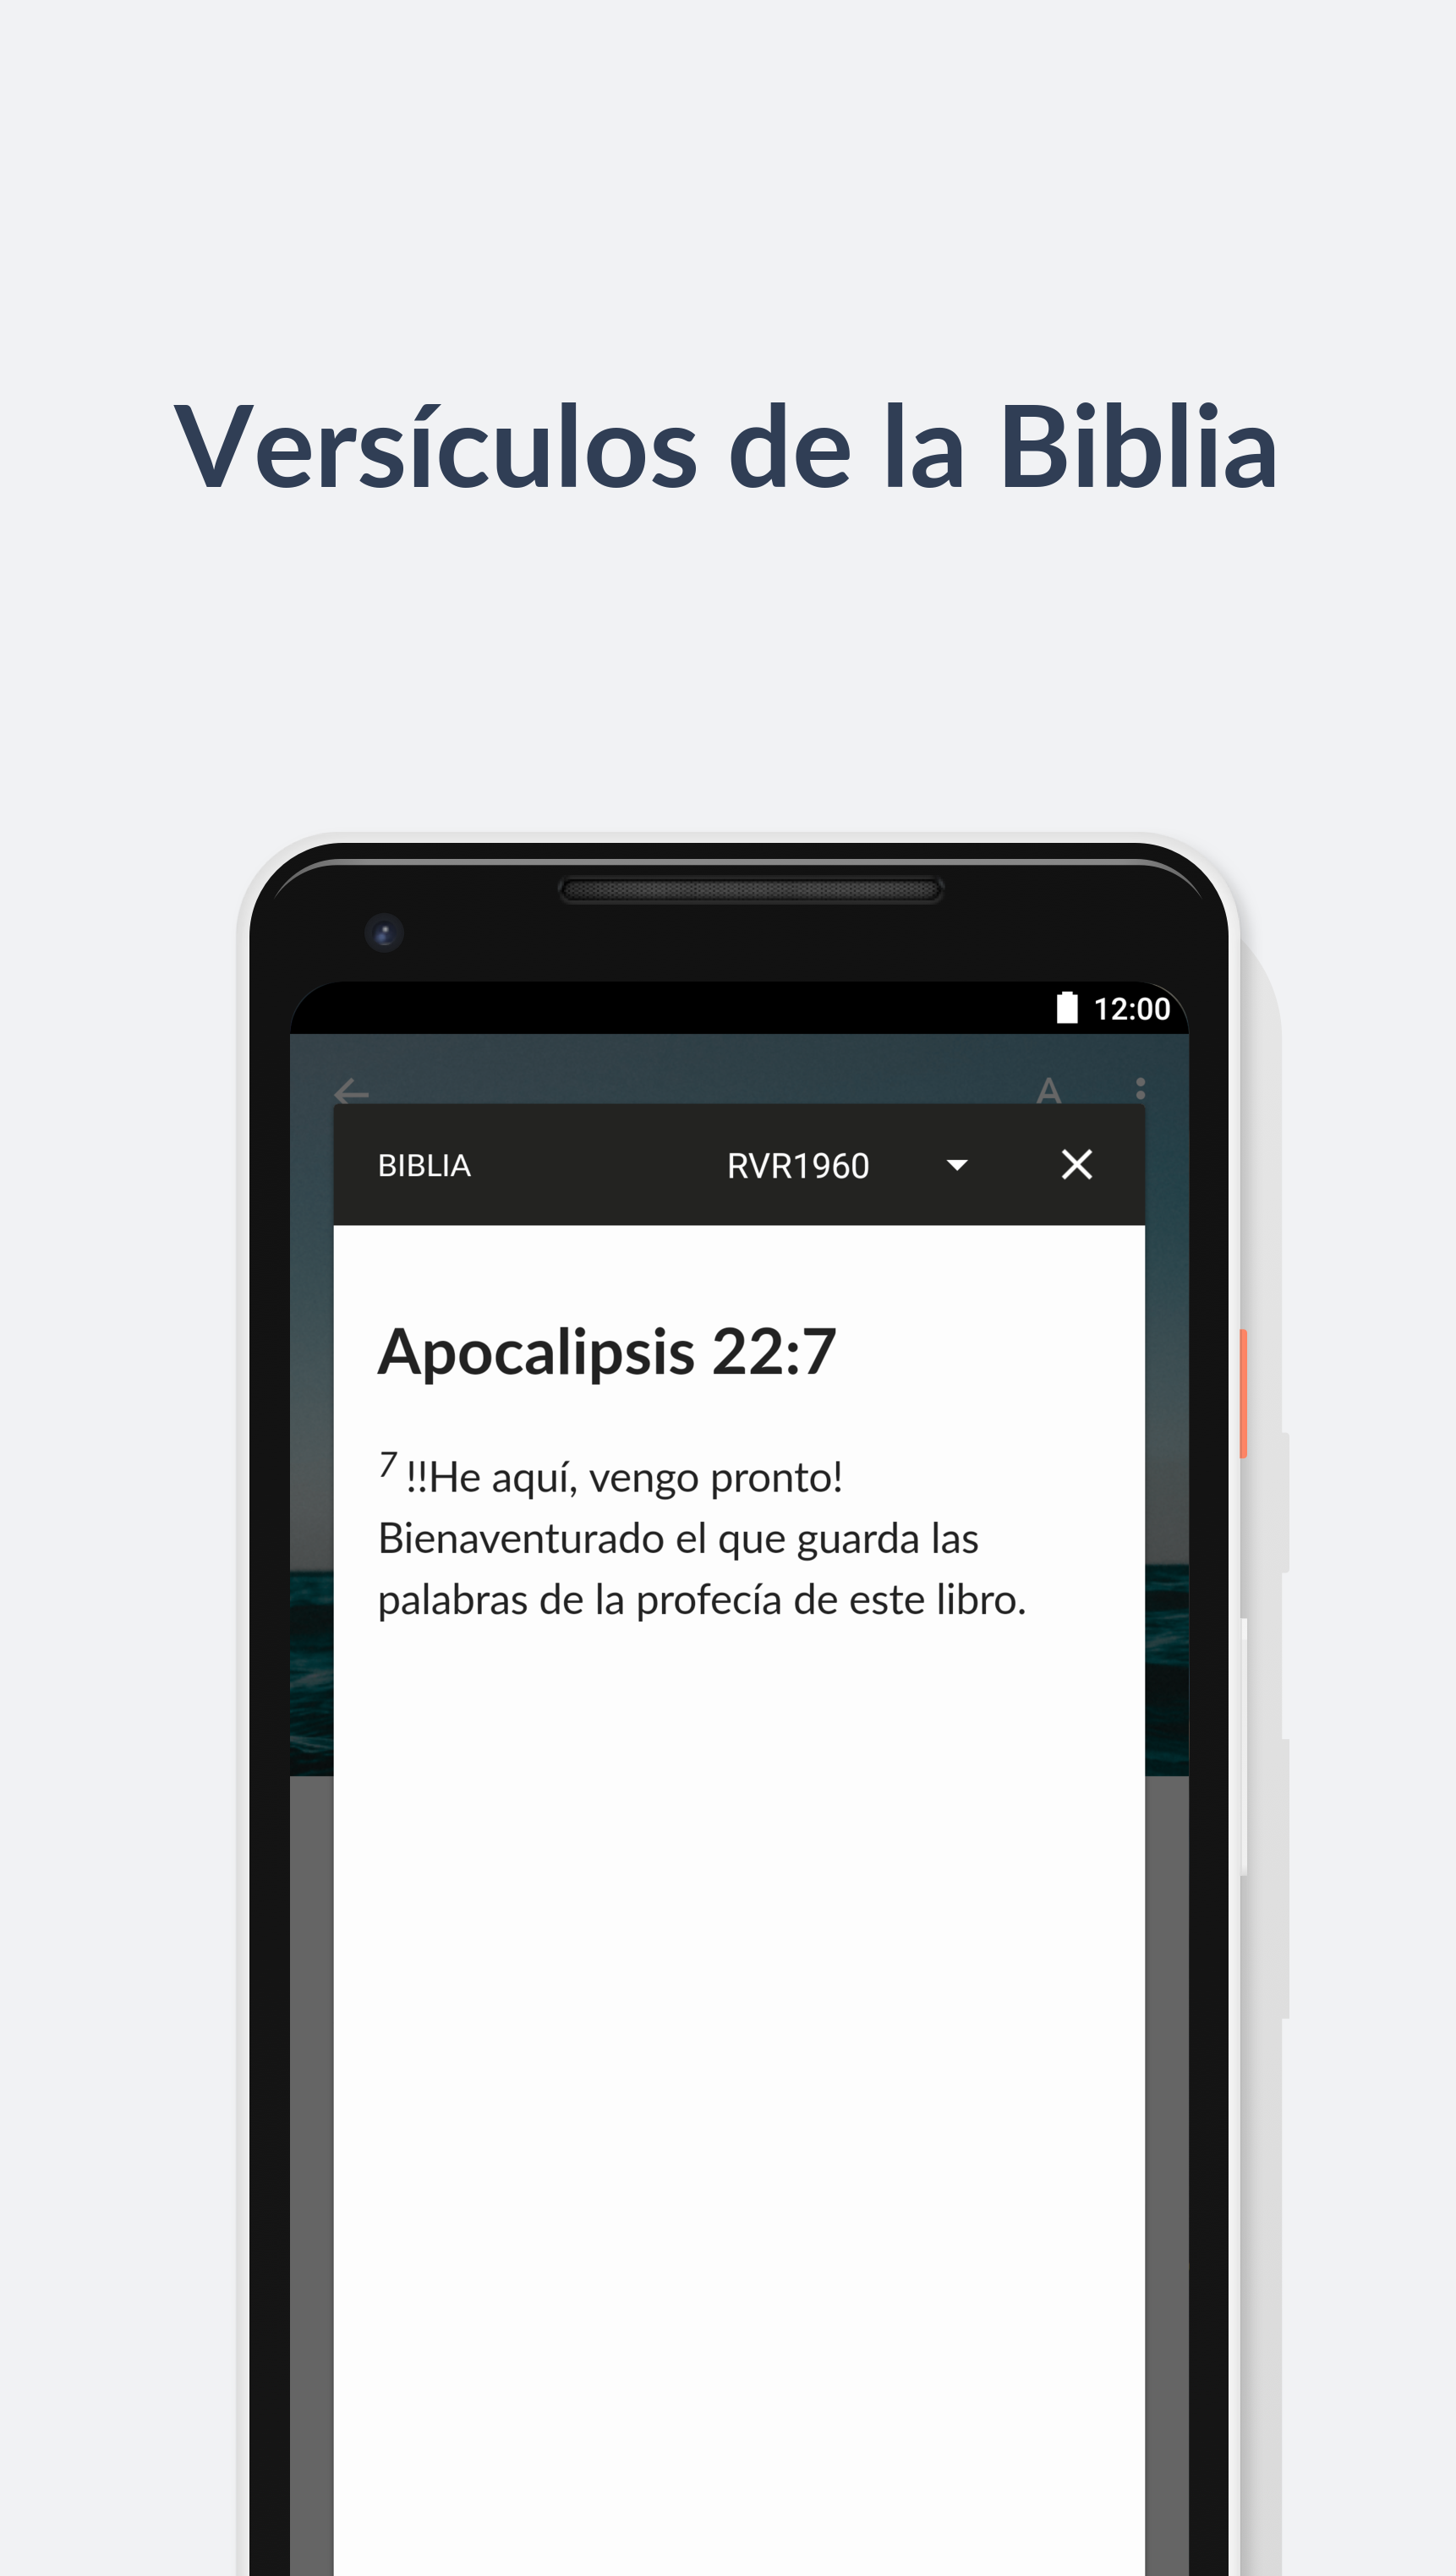 Versículos de la Biblia
12:00
A
BIBLIA RVR1960
Apocalipsis 22:7
7 !!He aquí, vengo pronto!
Bienaventurado el que guarda las
palabras de la profecía de este libro.